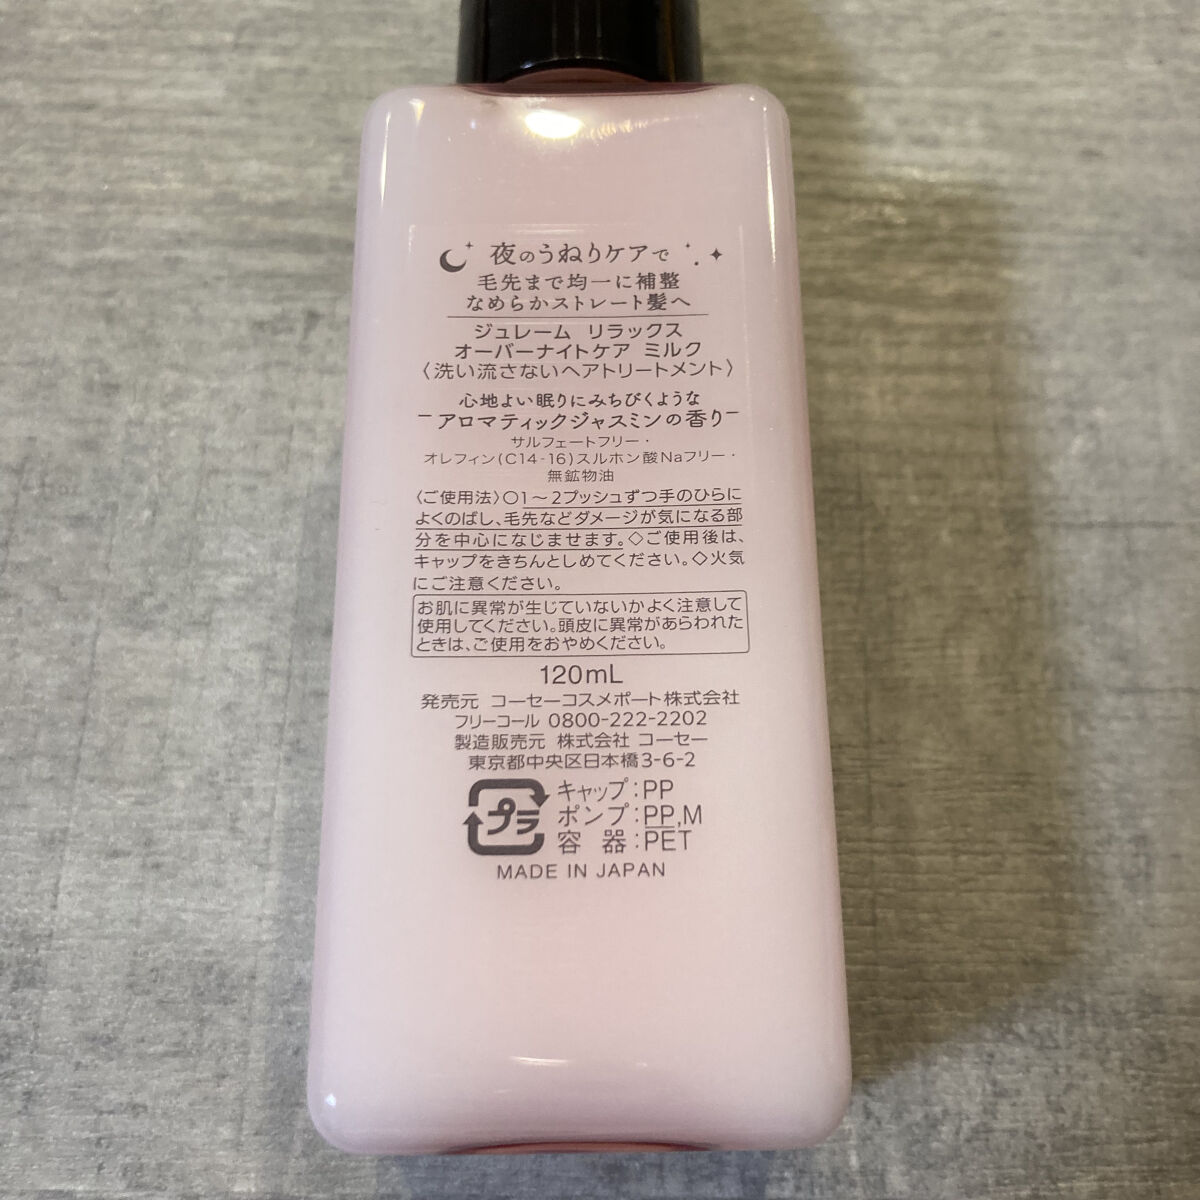 夜のうねりケアで
毛先まで均一に補整
なめらかストレート髪へ
ジュレーム リラックス
オーバーナイトケア ミルク
〈洗い流さないヘアトリートメント〉
心地よい眠りにみちびくような
アロマティックジャスミンの香り
サルフェートフリー・
オレフィン(C14-16)スルホン酸Naフリー・
無鉱物油
〈ご使用法〉○1〜2プッシュずつ手のひらに
よくのばし、毛先などダメージが気になる部
分を中心になじませます。◇ご使用後は、
キャップをきちんとしめてください。◇火気
にご注意ください。
お肌に異常が生じていないかよく注意して
使用してください。頭皮に異常があらわれた
ときは、ご使用をおやめください。
120mL
発売元 コーセーコスメポート株式会社
フリーコール 0800-222-2202
製造販売元 株式会社 コーセー
東京都中央区日本橋3-6-2
プラ
キャップ：PP
ポンプ：PP,M
容器：PET
MADE IN JAPAN